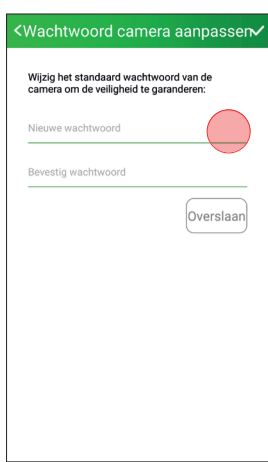 Wachtwoord camera aanpassen
Wijzig het standaard wachtwoord van de
camera om de veiligheid te garanderen:
Nieuwe wachtwoord
Bevestig wachtwoord
Overslaan